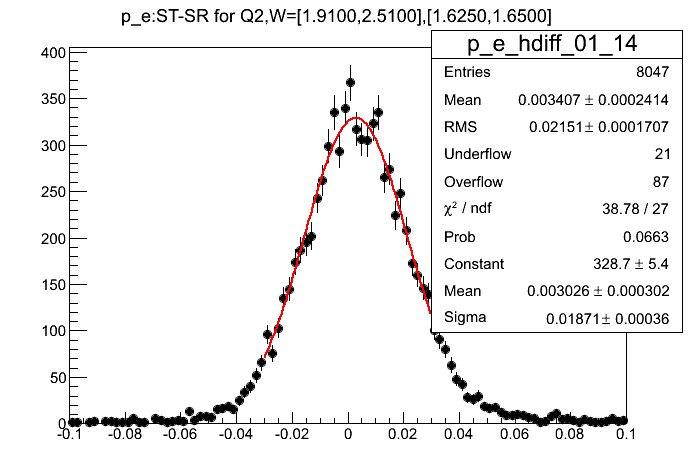 p_e:ST-SR for Q2,W=[1.9100,2.5100],[1.6250,1.6500]
p_e_hdiff_01_14
Entries 8047
Mean 0.003407 ± 0.0002414
RMS 0.02151 ± 0.0001707
Underflow 21
Overflow 87
χ² / ndf 38.78 / 27
Prob 0.0663
Constant 328.7 ± 5.4
Mean 0.003026 ± 0.000302
Sigma 0.01871 ± 0.00036
400
350
300
250
200
150
100
50
0
-0.1 -0.08 -0.06 -0.04 -0.02 0 0.02 0.04 0.06 0.08 0.1